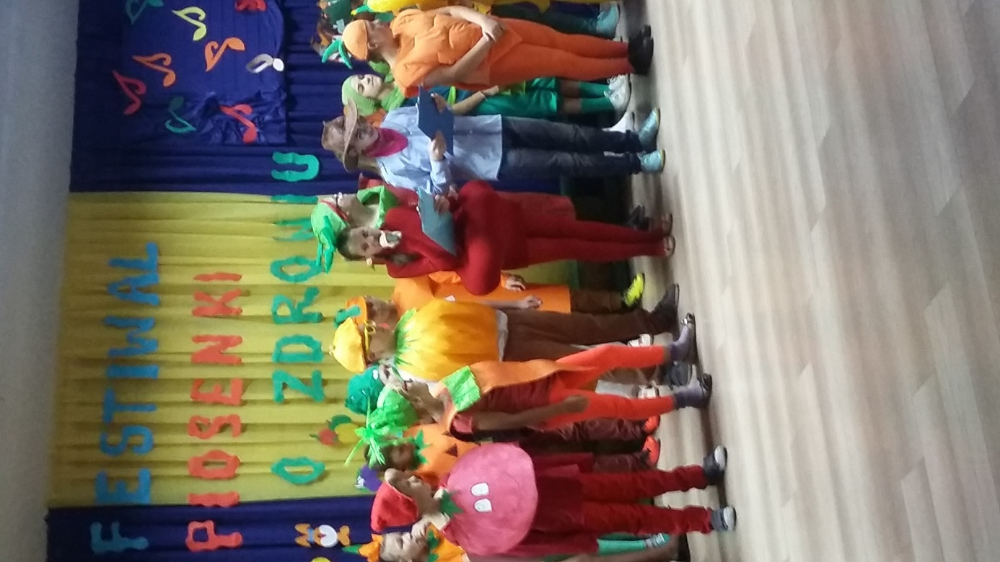 FESTIWAL
PIOSENKI
O ZDROWIU